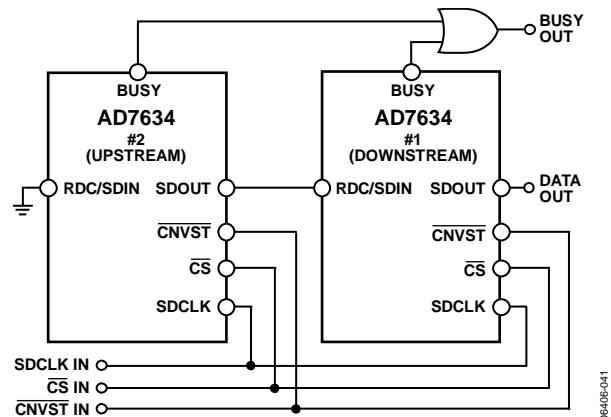 BUSY
OUT
BUSY
AD7634
#2
(UPSTREAM)
RDC/SDIN SDOUT
CNVST
CS
SDCLK
BUSY
AD7634
#1
(DOWNSTREAM)
RDC/SDIN SDOUT
CNVST
CS
SDCLK
DATA
OUT
SDCLK IN
CS IN
CNVST IN
06406-041